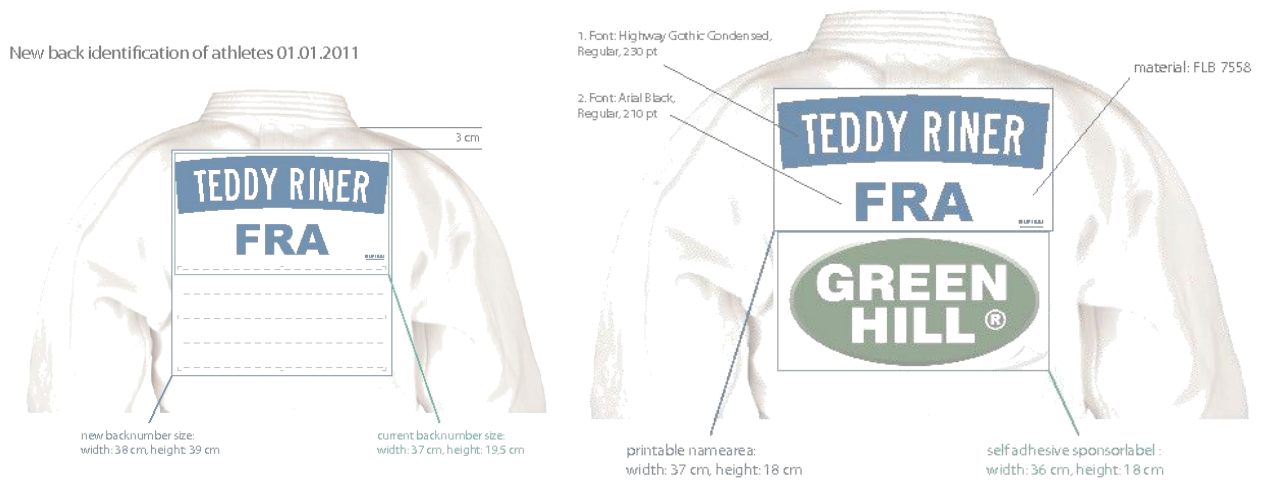 New back identification of athletes 01.01.2011
3 cm
TEDDY RINER
FRA
new backnumber size:
width: 38 cm, height: 39 cm
current backnumber size:
width: 37 cm, height: 19,5 cm
1. Font: Highway Gothic Condensed,
Regular, 230 pt
2. Font: Arial Black,
Regular, 210 pt
material: FLB 7558
TEDDY RINER
FRA
GREEN
HILL ®
printable namearea:
width: 37 cm, height: 18 cm
self adhesive sponsorlabel :
width: 36 cm, height: 18 cm